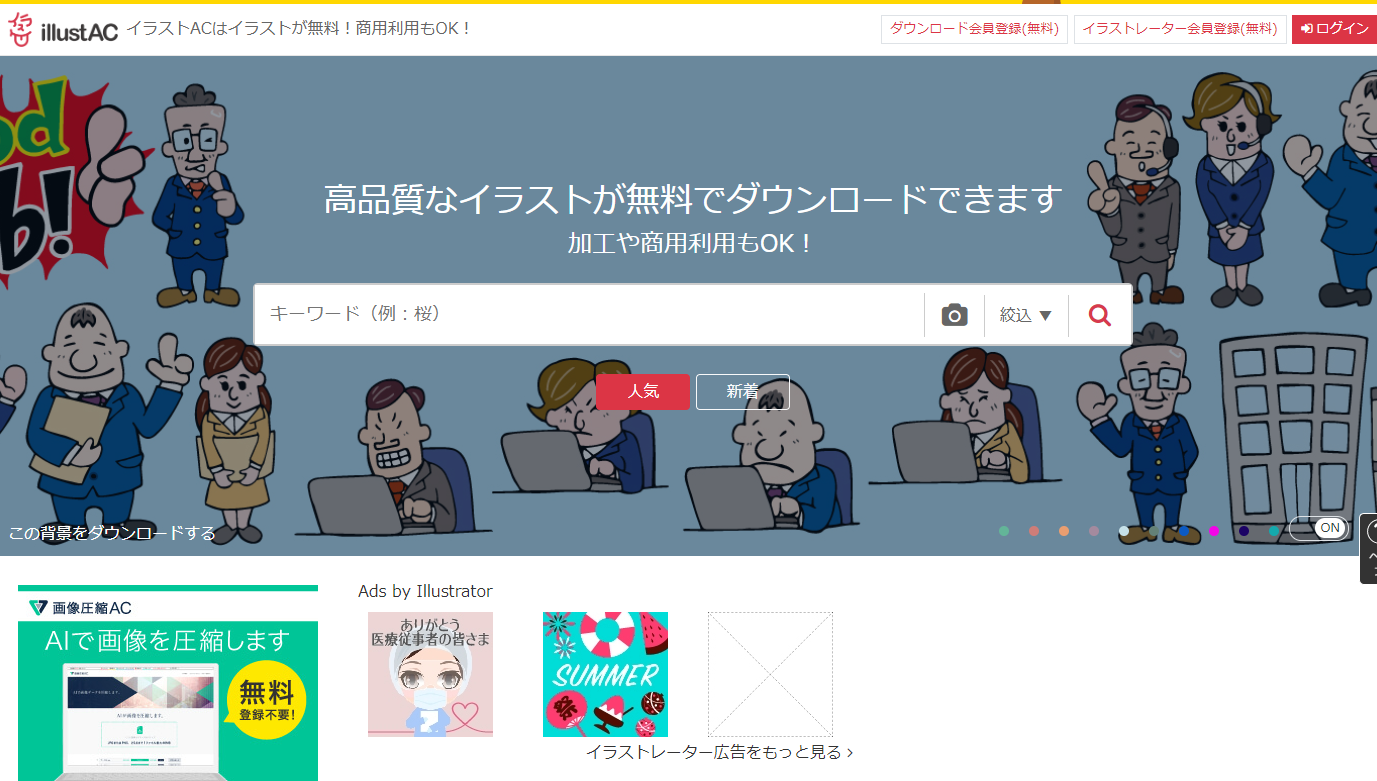 イラスト
illustAC イラストACはイラストが無料！商用利用もOK！
ダウンロード会員登録(無料)
イラストレーター会員登録(無料)
ログイン
高品質なイラストが無料でダウンロードできます
加工や商用利用もOK！
キーワード（例：桜）
絞込 ▼
人気
新着
この背景をダウンロードする
ON
画像圧縮AC
AIで画像を圧縮します
無料
登録不要!
Ads by Illustrator
ありがとう
医療従事者の皆さま
SUMMER
祭
イラストレーター広告をもっと見る ›